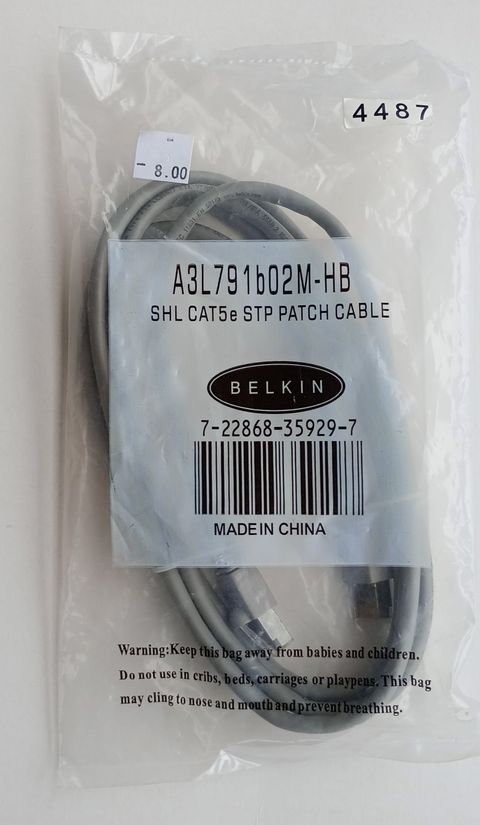 4487
8.00
A3L791b02M-HB
SHL CAT5e STP PATCH CABLE
BELKIN
7-22868-35929-7
MADE IN CHINA
Warning:Keep this bag away from babies and children.
Do not use in cribs, beds, carriages or playpens. This bag
may cling to nose and mouth and prevent breathing.